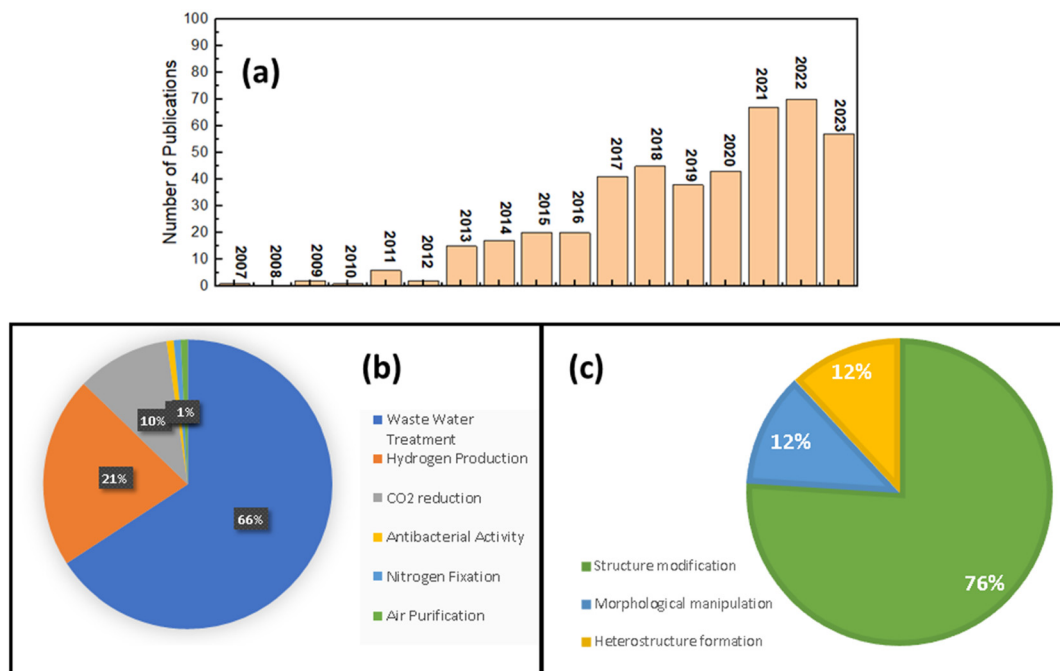 (a)
Number of Publications
100
90
80
70
60
50
40
30
20
10
0
2007
2008
2009
2010
2011
2012
2013
2014
2015
2016
2017
2018
2019
2020
2021
2022
2023
(b)
66%
21%
10%
1%
Waste Water
Treatment
Hydrogen Production
CO2 reduction
Antibacterial Activity
Nitrogen Fixation
Air Purification
(c)
12%
12%
76%
Structure modification
Morphological manipulation
Heterostructure formation